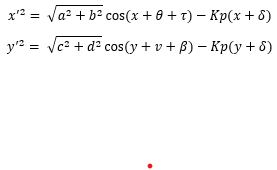 x′² = √(a² + b²) cos(x + θ + τ) − Kp(x + δ)
y′² = √(c² + d²) cos(y + v + β) − Kp(y + δ)